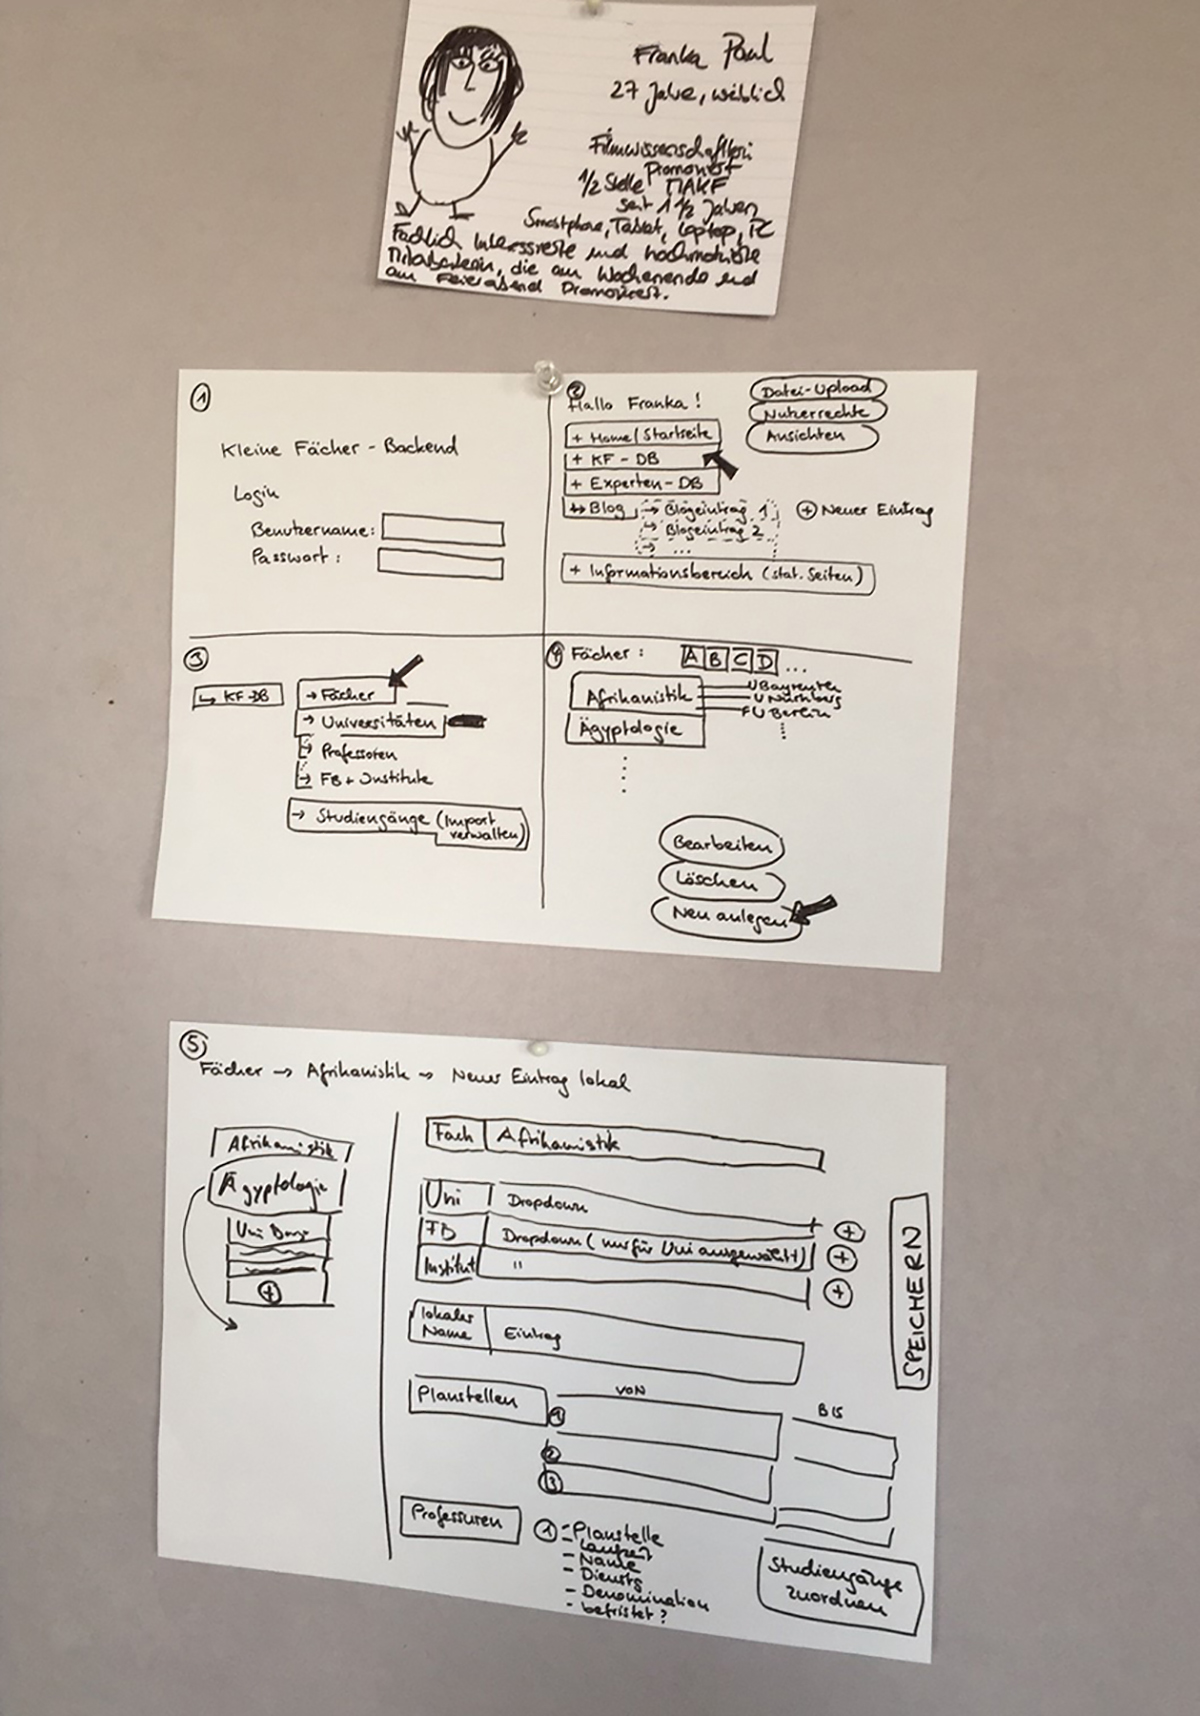 Franka Paul
27 Jahre, weiblich
Filmwissenschaftlerin
Promoviert
1/2 Stelle MAKF
seit 1 1/2 Jahren
Smartphone, Tablet, Laptop, PC
Fachlich Interessierte und hochmotivierte
Mitarbeiterin, die am Wochenende und
am Feierabend Promoviert.
1
Kleine Fächer - Backend
Login
Benutzername:
Passwort:
2
Hallo Franka!
Datei-Upload
Nutzerrechte
Ansichten
+ Home/Startseite
+ KF - DB
+ Experten - DB
↳ Blog
→ Blogeintrag 1
→ Blogeintrag 2
→ ...
+ Neuer Eintrag
+ Informationsbereich (stat. Seiten)
3
↳ KF-DB
→ Fächer
→ Universitäten
→ Professoren
→ FB + Institute
→ Studiengänge (Import
verwalten)
4 Fächer: A B C D ...
Afrikanistik
U Bayreuth
U Nürnberg
FU Berlin
Ägyptologie
Bearbeiten
Löschen
Neu anlegen
5
Fächer → Afrikanistik → Neuer Eintrag lokal
Afrikanistik
Ägyptologie
Uni
+
Fach Afrikanistik
Uni Dropdown +
FB Dropdown (nur für Uni ausgewählt) +
Institut " +
lokaler
Name Eintrag
SPEICHERN
Planstellen
VON
BIS
1
2
3
Professuren
1 - Planstelle
- Laufzeit
- Name
- Dienstg
- Denomination
- befristet?
Studiengänge
zuordnen